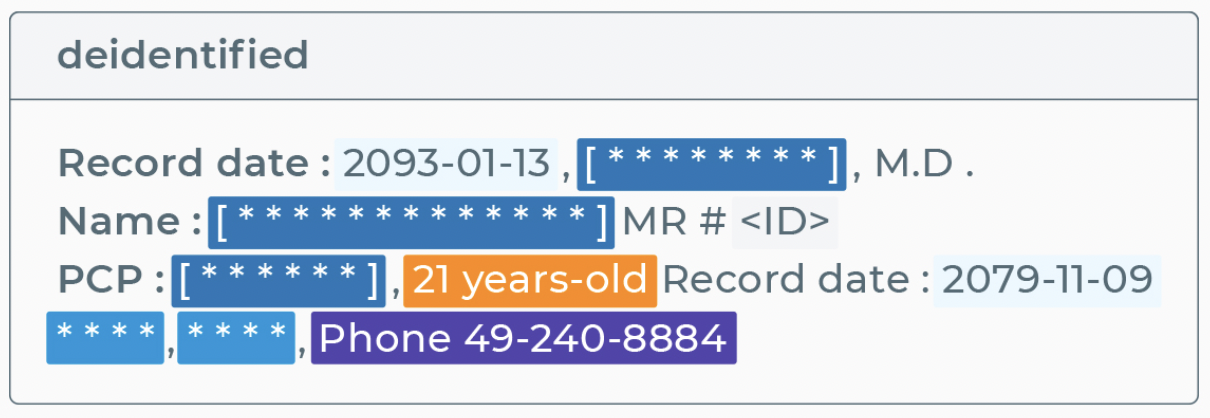 deidentified
Record date : 2093-01-13 , [ * * * * * * * * ] , M.D .
Name : [ * * * * * * * * * * * * * ] MR # <ID>
PCP : [ * * * * * * ] , 21 years-old Record date : 2079-11-09
* * * * , * * * * , Phone 49-240-8884